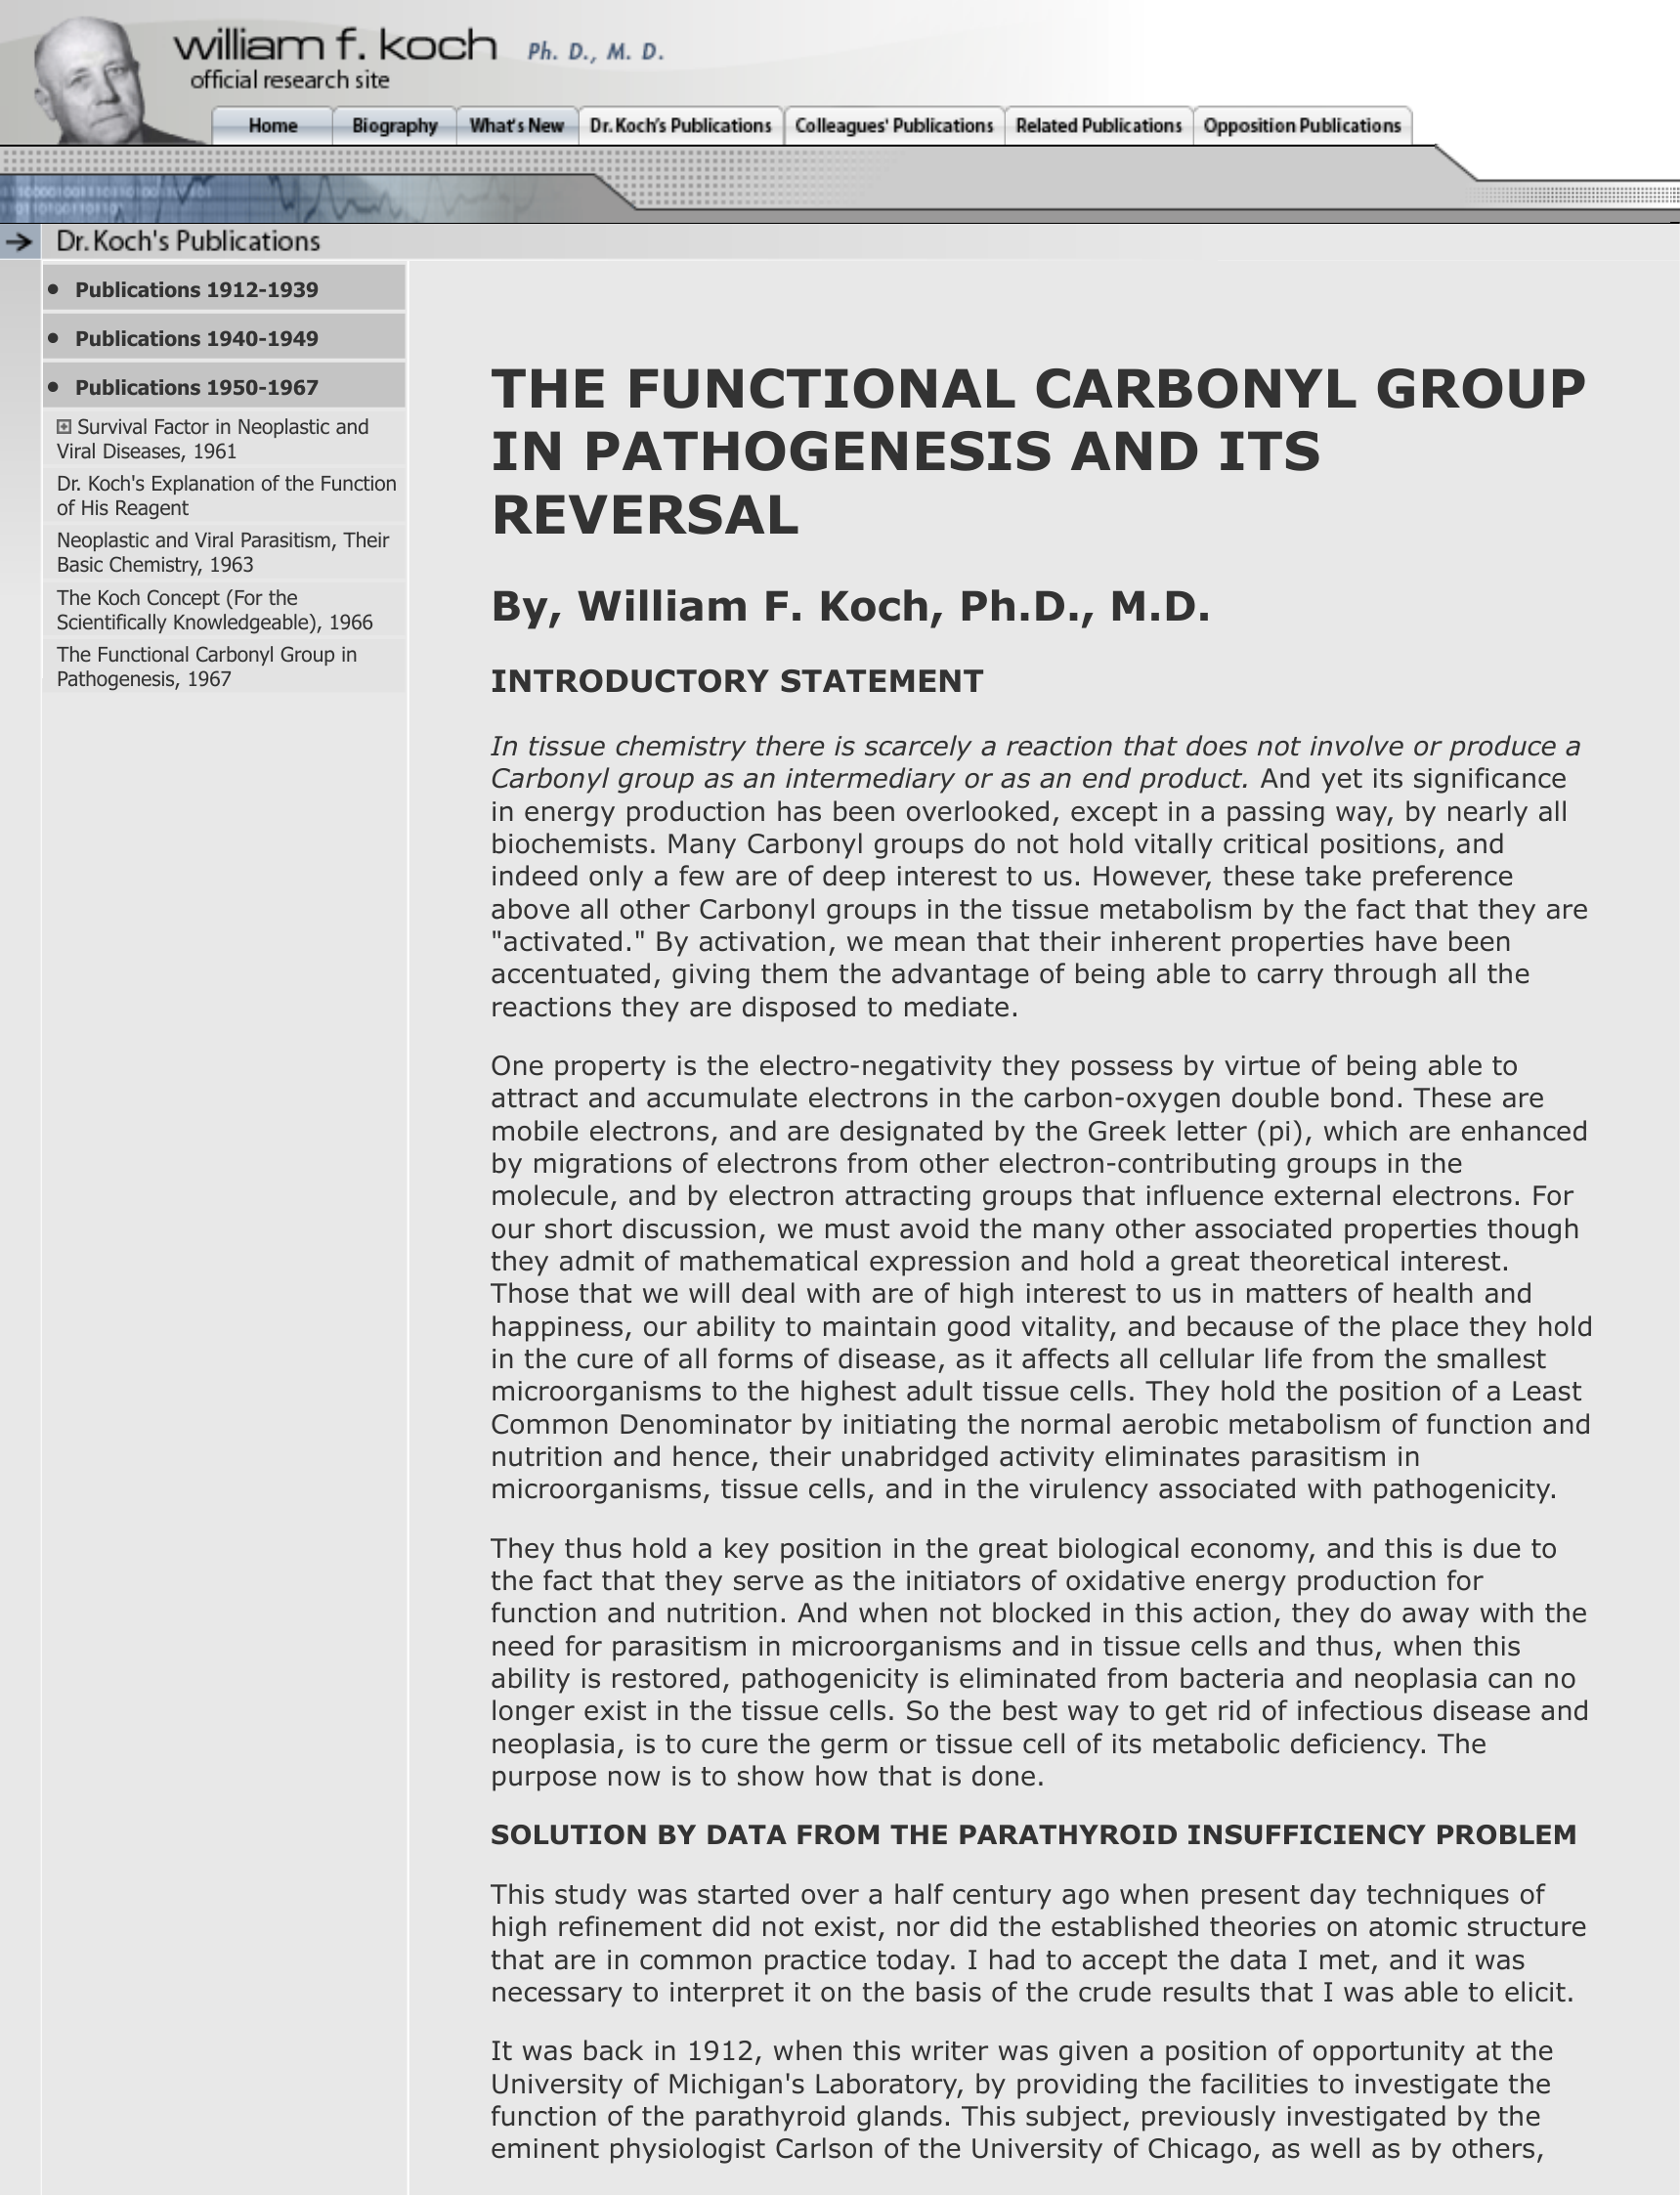 william f. koch Ph. D., M. D.
official research site
Home
Biography
What's New
Dr. Koch's Publications
Colleagues' Publications
Related Publications
Opposition Publications
Dr. Koch's Publications
Publications 1912-1939
Publications 1940-1949
Publications 1950-1967
Survival Factor in Neoplastic and
Viral Diseases, 1961
Dr. Koch's Explanation of the Function
of His Reagent
Neoplastic and Viral Parasitism, Their
Basic Chemistry, 1963
The Koch Concept (For the
Scientifically Knowledgeable), 1966
The Functional Carbonyl Group in
Pathogenesis, 1967
THE FUNCTIONAL CARBONYL GROUP
IN PATHOGENESIS AND ITS
REVERSAL
By, William F. Koch, Ph.D., M.D.
INTRODUCTORY STATEMENT
In tissue chemistry there is scarcely a reaction that does not involve or produce a
Carbonyl group as an intermediary or as an end product. And yet its significance
in energy production has been overlooked, except in a passing way, by nearly all
biochemists. Many Carbonyl groups do not hold vitally critical positions, and
indeed only a few are of deep interest to us. However, these take preference
above all other Carbonyl groups in the tissue metabolism by the fact that they are
"activated." By activation, we mean that their inherent properties have been
accentuated, giving them the advantage of being able to carry through all the
reactions they are disposed to mediate.
One property is the electro-negativity they possess by virtue of being able to
attract and accumulate electrons in the carbon-oxygen double bond. These are
mobile electrons, and are designated by the Greek letter (pi), which are enhanced
by migrations of electrons from other electron-contributing groups in the
molecule, and by electron attracting groups that influence external electrons. For
our short discussion, we must avoid the many other associated properties though
they admit of mathematical expression and hold a great theoretical interest.
Those that we will deal with are of high interest to us in matters of health and
happiness, our ability to maintain good vitality, and because of the place they hold
in the cure of all forms of disease, as it affects all cellular life from the smallest
microorganisms to the highest adult tissue cells. They hold the position of a Least
Common Denominator by initiating the normal aerobic metabolism of function and
nutrition and hence, their unabridged activity eliminates parasitism in
microorganisms, tissue cells, and in the virulency associated with pathogenicity.
They thus hold a key position in the great biological economy, and this is due to
the fact that they serve as the initiators of oxidative energy production for
function and nutrition. And when not blocked in this action, they do away with the
need for parasitism in microorganisms and in tissue cells and thus, when this
ability is restored, pathogenicity is eliminated from bacteria and neoplasia can no
longer exist in the tissue cells. So the best way to get rid of infectious disease and
neoplasia, is to cure the germ or tissue cell of its metabolic deficiency. The
purpose now is to show how that is done.
SOLUTION BY DATA FROM THE PARATHYROID INSUFFICIENCY PROBLEM
This study was started over a half century ago when present day techniques of
high refinement did not exist, nor did the established theories on atomic structure
that are in common practice today. I had to accept the data I met, and it was
necessary to interpret it on the basis of the crude results that I was able to elicit.
It was back in 1912, when this writer was given a position of opportunity at the
University of Michigan's Laboratory, by providing the facilities to investigate the
function of the parathyroid glands. This subject, previously investigated by the
eminent physiologist Carlson of the University of Chicago, as well as by others,